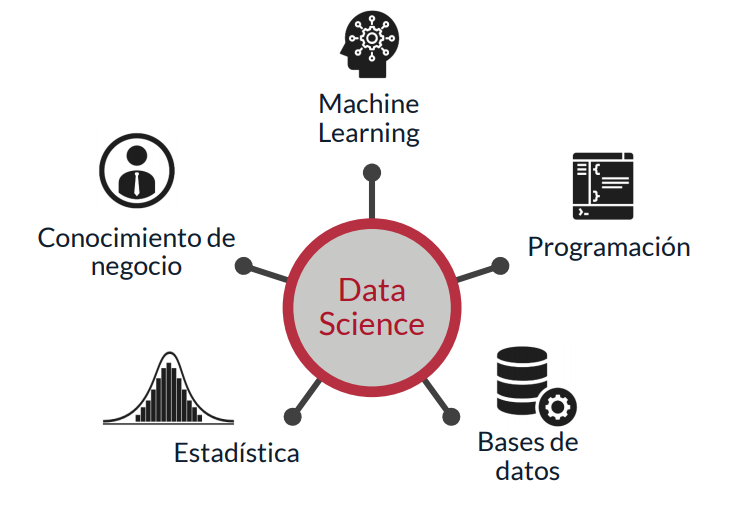 Machine
Learning
Conocimiento de
negocio
Programación
Data
Science
Estadística
Bases de
datos